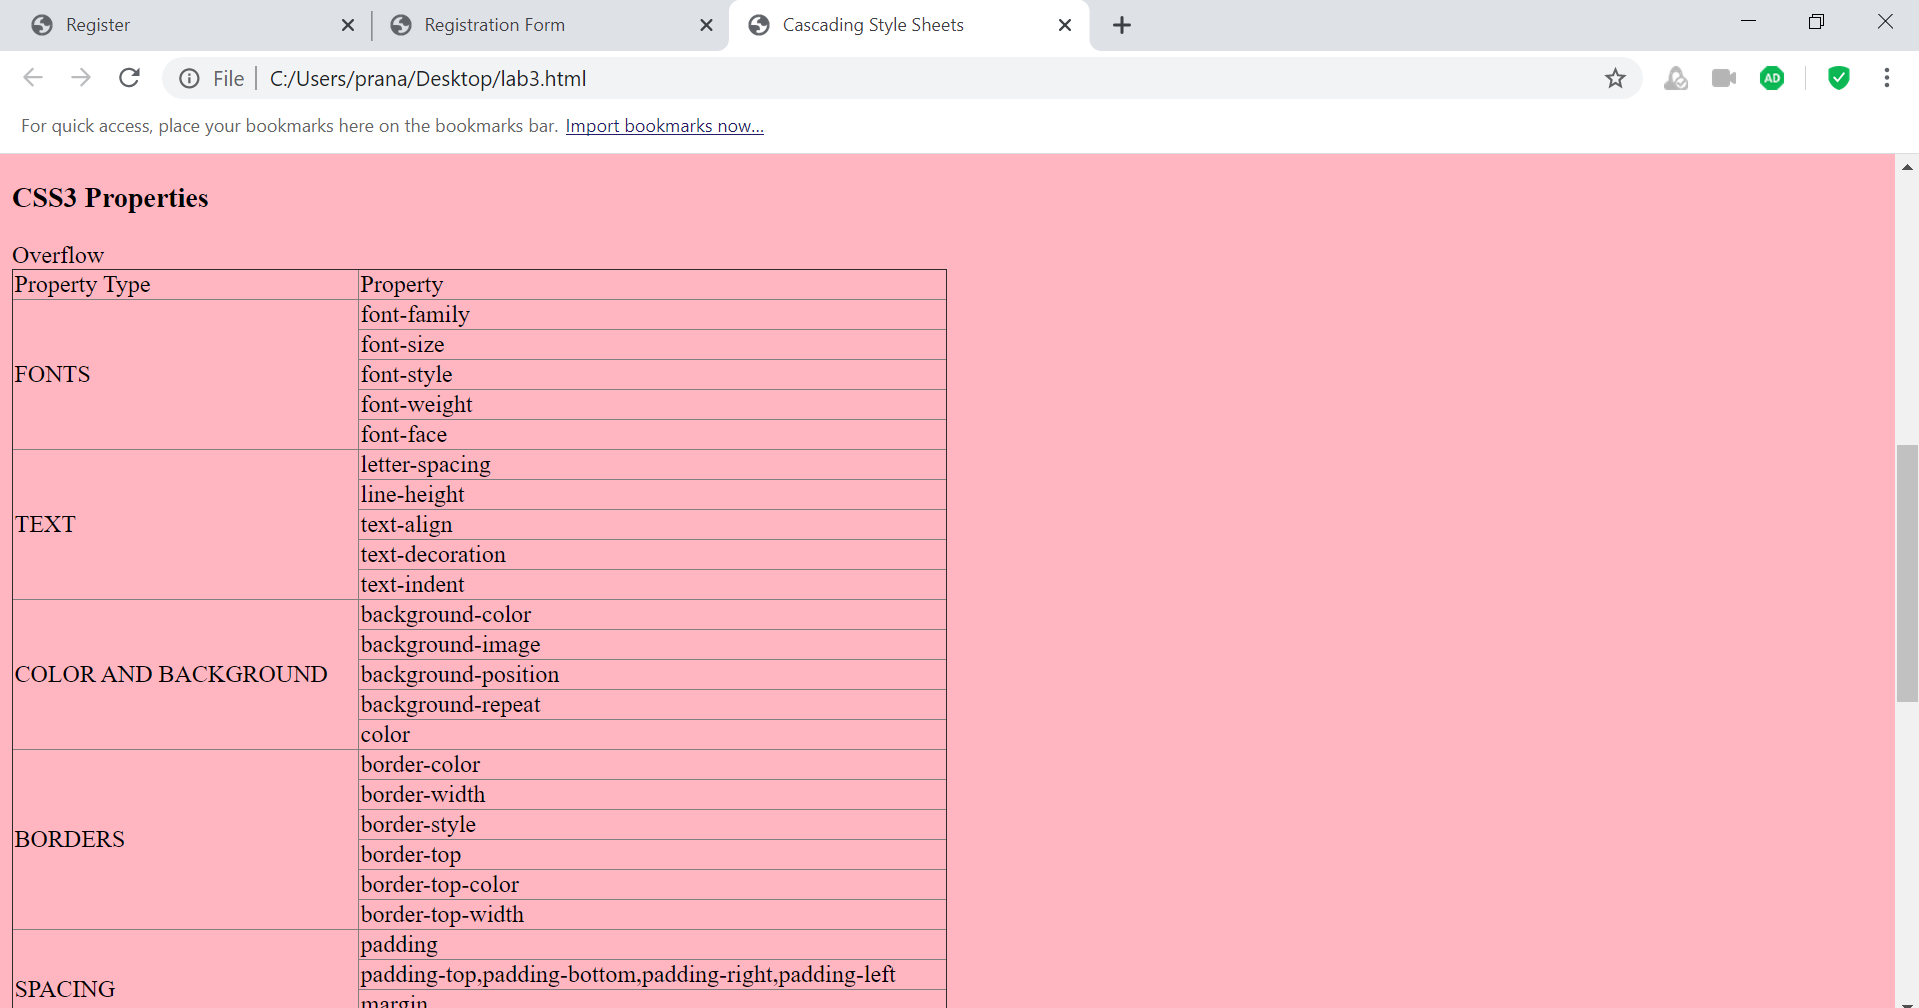 Register
Registration Form
Cascading Style Sheets
File C:/Users/prana/Desktop/lab3.html
AD
For quick access, place your bookmarks here on the bookmarks bar. Import bookmarks now...
CSS3 Properties
Overflow
Property Type Property
FONTS
font-family
font-size
font-style
font-weight
font-face
TEXT
letter-spacing
line-height
text-align
text-decoration
text-indent
COLOR AND BACKGROUND
background-color
background-image
background-position
background-repeat
color
BORDERS
border-color
border-width
border-style
border-top
border-top-color
border-top-width
SPACING
padding
padding-top,padding-bottom,padding-right,padding-left
margin